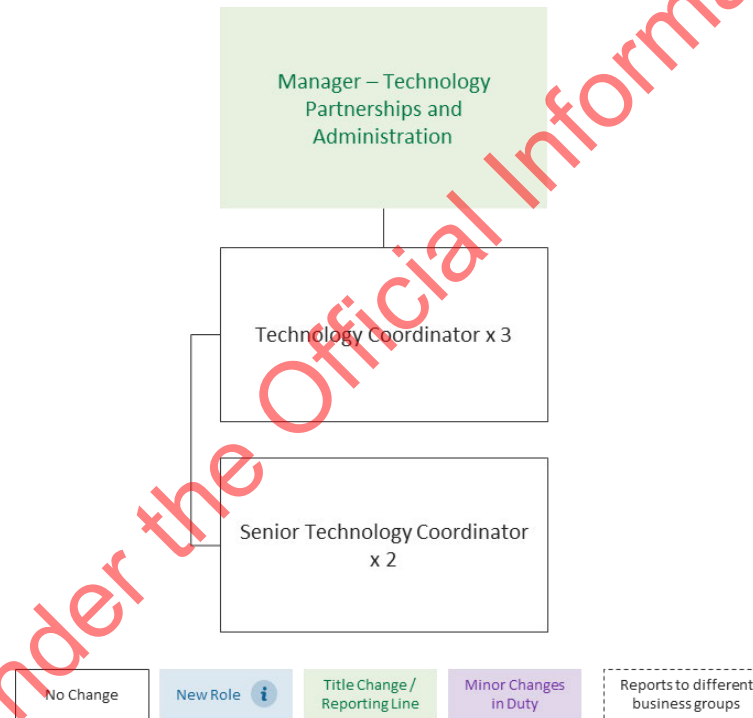 Manager – Technology
Partnerships and
Administration
Technology Coordinator x 3
Senior Technology Coordinator
x 2
No Change
New Role i
Title Change /
Reporting Line
Minor Changes
in Duty
Reports to different
business groups
under the Official Informa